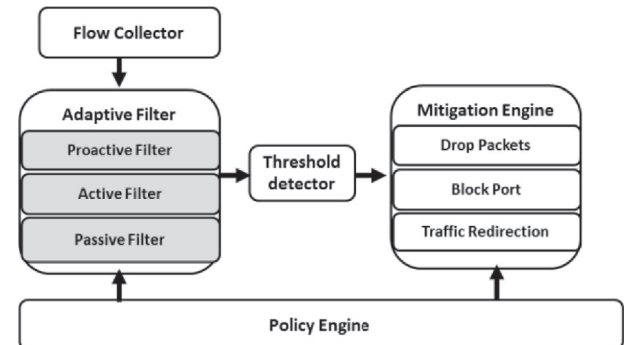 Flow Collector
Adaptive Filter
Proactive Filter
Active Filter
Passive Filter
Threshold
detector
Mitigation Engine
Drop Packets
Block Port
Traffic Redirection
Policy Engine